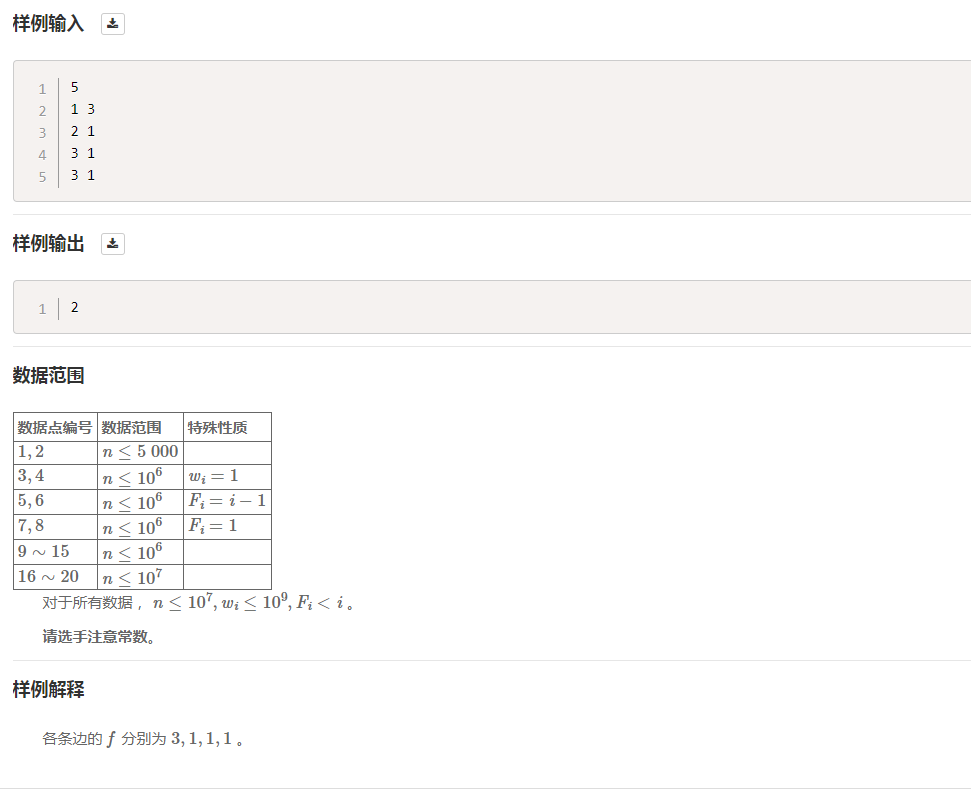 样例输入
1 5
2 1 3
3 2 1
4 3 1
5 3 1
样例输出
1 2
数据范围
数据点编号 数据范围 特殊性质
1, 2 n ≤ 5 000
3, 4 n ≤ 10^6 w_i = 1
5, 6 n ≤ 10^6 F_i = i − 1
7, 8 n ≤ 10^6 F_i = 1
9 ∼ 15 n ≤ 10^6
16 ∼ 20 n ≤ 10^7
对于所有数据， n ≤ 10^7, w_i ≤ 10^9, F_i < i 。
请选手注意常数。
样例解释
各条边的 f 分别为 3, 1, 1, 1 。